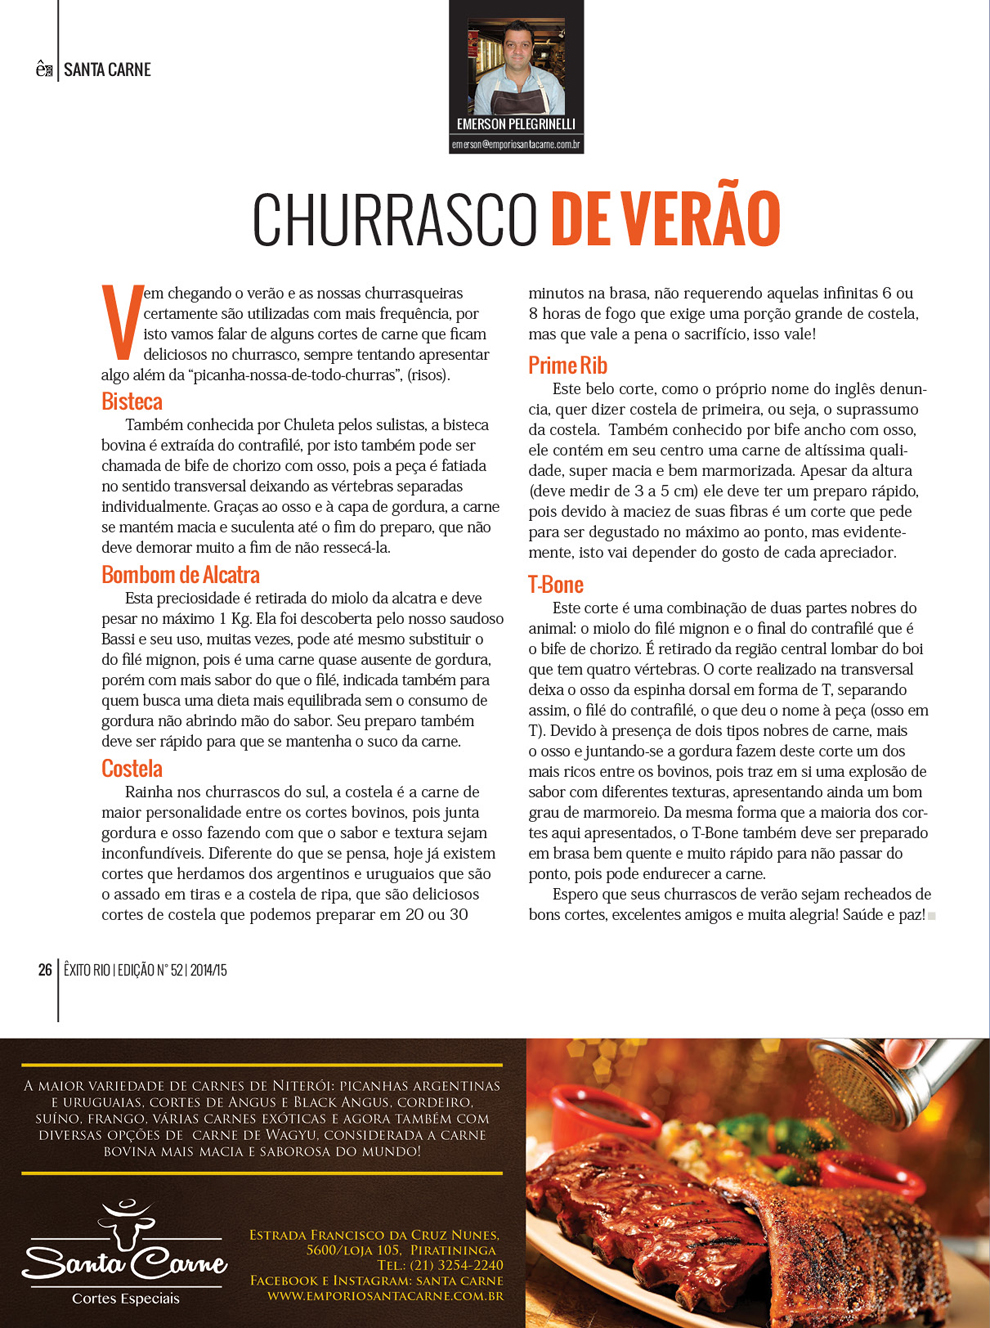 ê SANTA CARNE
EMERSON PELEGRINELLI
emerson@emporiosantacarne.com.br
CHURRASCO DE VERÃO
Vem chegando o verão e as nossas churrasqueiras
certamente são utilizadas com mais frequência, por
isto vamos falar de alguns cortes de carne que ficam
deliciosos no churrasco, sempre tentando apresentar
algo além da “picanha-nossa-de-todo-churras”, (risos).
Bisteca
Também conhecida por Chuleta pelos sulistas, a bisteca
bovina é extraída do contrafilé, por isto também pode ser
chamada de bife de chorizo com osso, pois a peça é fatiada
no sentido transversal deixando as vértebras separadas
individualmente. Graças ao osso e à capa de gordura, a carne
se mantém macia e suculenta até o fim do preparo, que não
deve demorar muito a fim de não ressecá-la.
Bombom de Alcatra
Esta preciosidade é retirada do miolo da alcatra e deve
pesar no máximo 1 Kg. Ela foi descoberta pelo nosso saudoso
Bassi e seu uso, muitas vezes, pode até mesmo substituir o
do filé mignon, pois é uma carne quase ausente de gordura,
porém com mais sabor do que o filé, indicada também para
quem busca uma dieta mais equilibrada sem o consumo de
gordura não abrindo mão do sabor. Seu preparo também
deve ser rápido para que se mantenha o suco da carne.
Costela
Rainha nos churrascos do sul, a costela é a carne de
maior personalidade entre os cortes bovinos, pois junta
gordura e osso fazendo com que o sabor e textura sejam
inconfundíveis. Diferente do que se pensa, hoje já existem
cortes que herdamos dos argentinos e uruguaios que são
o assado em tiras e a costela de ripa, que são deliciosos
cortes de costela que podemos preparar em 20 ou 30
minutos na brasa, não requerendo aquelas infinitas 6 ou
8 horas de fogo que exige uma porção grande de costela,
mas que vale a pena o sacrifício, isso vale!
Prime Rib
Este belo corte, como o próprio nome do inglês denun-
cia, quer dizer costela de primeira, ou seja, o suprassumo
da costela. Também conhecido por bife ancho com osso,
ele contém em seu centro uma carne de altíssima quali-
dade, super macia e bem marmorizada. Apesar da altura
(deve medir de 3 a 5 cm) ele deve ter um preparo rápido,
pois devido à maciez de suas fibras é um corte que pede
para ser degustado no máximo ao ponto, mas evidente-
mente, isto vai depender do gosto de cada apreciador.
T-Bone
Este corte é uma combinação de duas partes nobres do
animal: o miolo do filé mignon e o final do contrafilé que é
o bife de chorizo. É retirado da região central lombar do boi
que tem quatro vértebras. O corte realizado na transversal
deixa o osso da espinha dorsal em forma de T, separando
assim, o filé do contrafilé, o que deu o nome à peça (osso em
T). Devido à presença de dois tipos nobres de carne, mais
o osso e juntando-se a gordura fazem deste corte um dos
mais ricos entre os bovinos, pois traz em si uma explosão de
sabor com diferentes texturas, apresentando ainda um bom
grau de marmoreio. Da mesma forma que a maioria dos cor-
tes aqui apresentados, o T-Bone também deve ser preparado
em brasa bem quente e muito rápido para não passar do
ponto, pois pode endurecer a carne.
Espero que seus churrascos de verão sejam recheados de
bons cortes, excelentes amigos e muita alegria! Saúde e paz!
26 ÊXITO RIO | EDIÇÃO N° 52 | 2014/15
A MAIOR VARIEDADE DE CARNES DE NITERÓI: PICANHAS ARGENTINAS
E URUGUAIAS, CORTES DE ANGUS E BLACK ANGUS, CORDEIRO,
SUÍNO, FRANGO, VÁRIAS CARNES EXÓTICAS E AGORA TAMBÉM COM
DIVERSAS OPÇÕES DE CARNE DE WAGYU, CONSIDERADA A CARNE
BOVINA MAIS MACIA E SABOROSA DO MUNDO!
Santa Carne
Cortes Especiais
ESTRADA FRANCISCO DA CRUZ NUNES,
5600/LOJA 105, PIRATININGA
TEL.: (21) 3254-2240
FACEBOOK E INSTAGRAM: SANTA CARNE
WWW.EMPORIOSANTACARNE.COM.BR